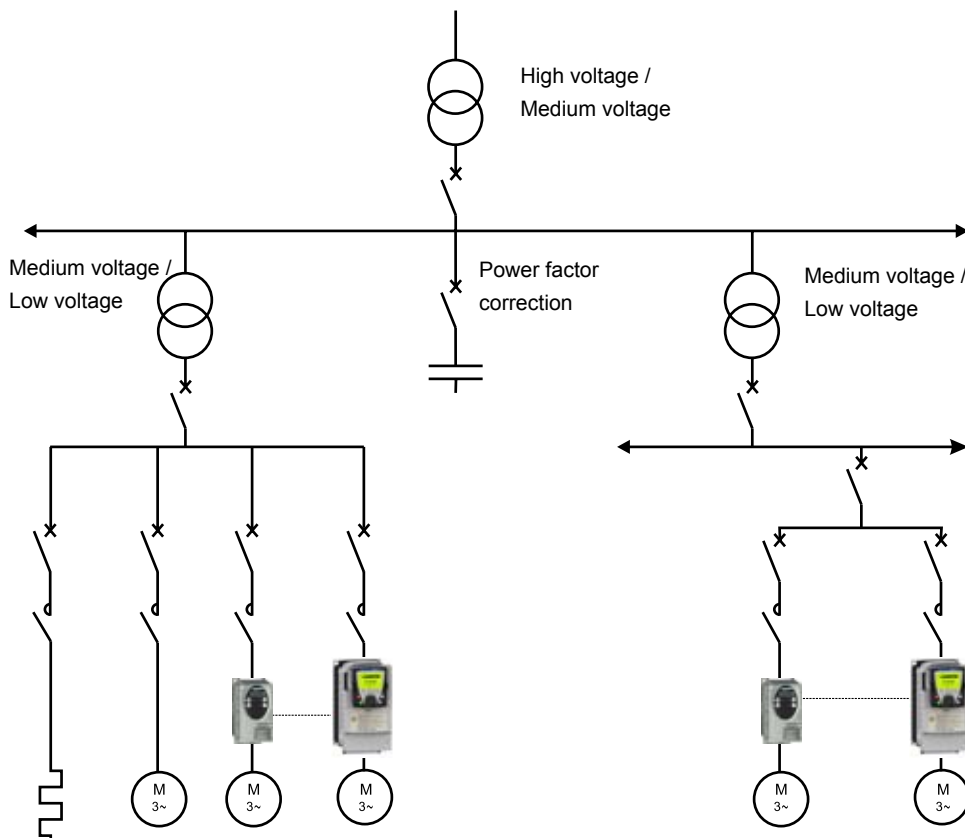 High voltage /
Medium voltage
Medium voltage /
Low voltage
Power factor
correction
Medium voltage /
Low voltage
M
3~
M
3~
M
3~
M
3~
M
3~